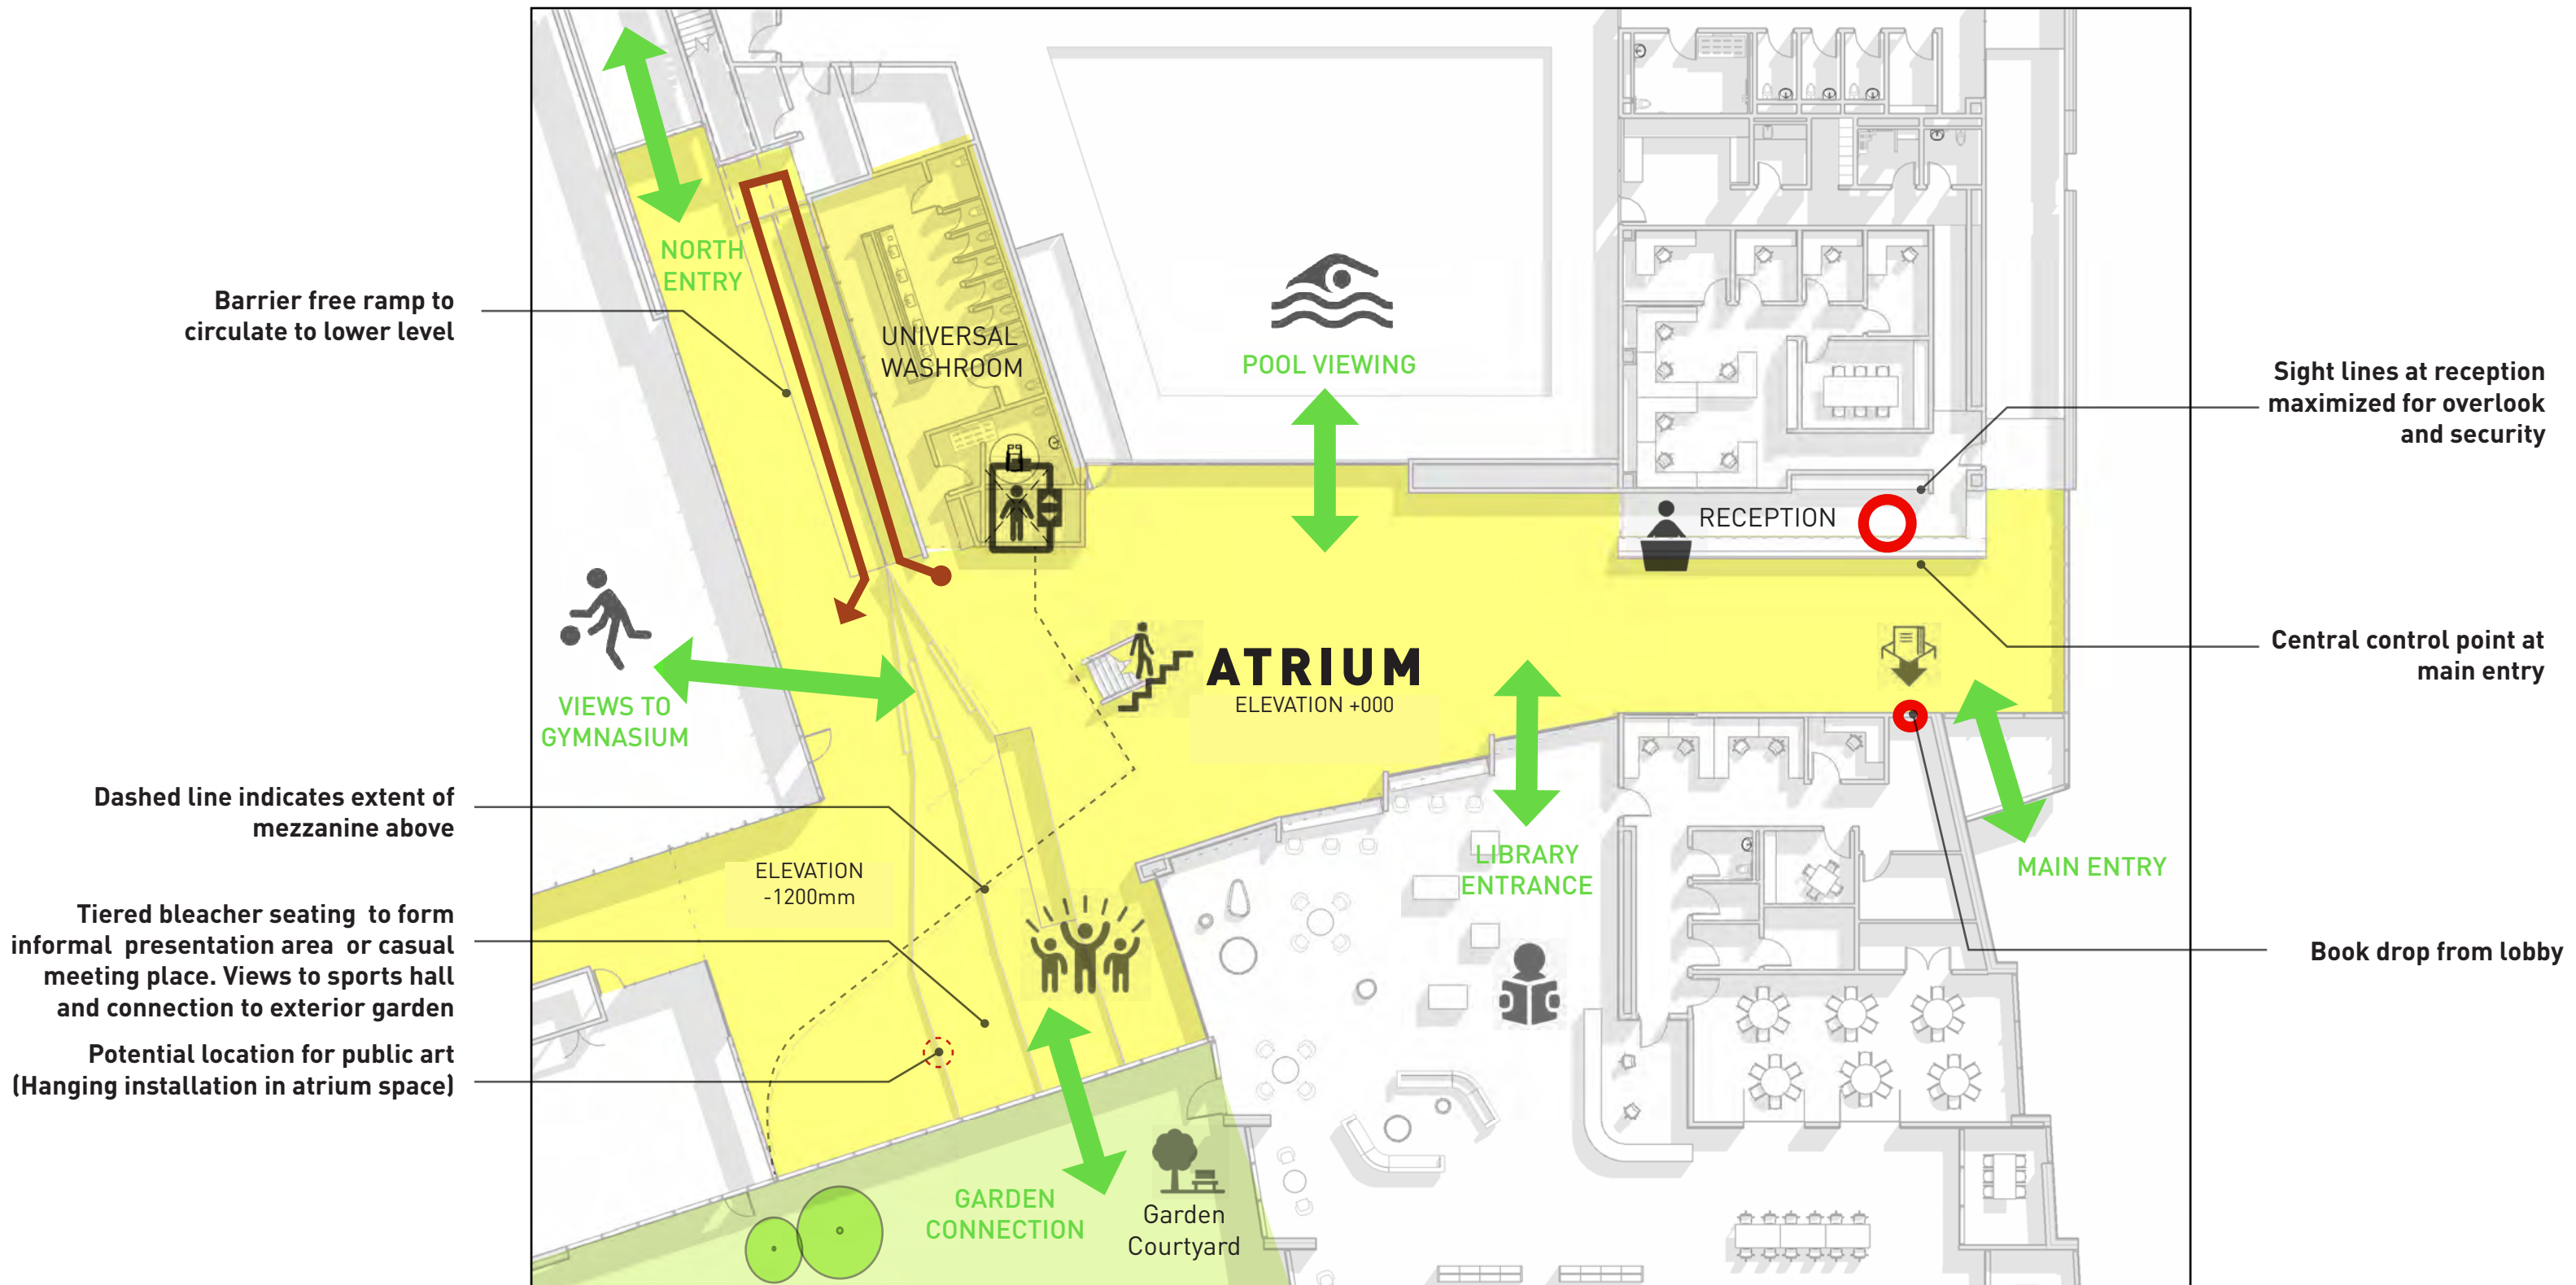 NORTH
ENTRY
Barrier free ramp to
circulate to lower level
UNIVERSAL
WASHROOM
POOL VIEWING
Sight lines at reception
maximized for overlook
and security
RECEPTION
Central control point at
main entry
ATRIUM
ELEVATION +000
VIEWS TO
GYMNASIUM
Dashed line indicates extent of
mezzanine above
ELEVATION
-1200mm
LIBRARY
ENTRANCE
MAIN ENTRY
Tiered bleacher seating to form
informal presentation area or casual
meeting place. Views to sports hall
and connection to exterior garden
Book drop from lobby
Potential location for public art
(Hanging installation in atrium space)
GARDEN
CONNECTION
Garden
Courtyard